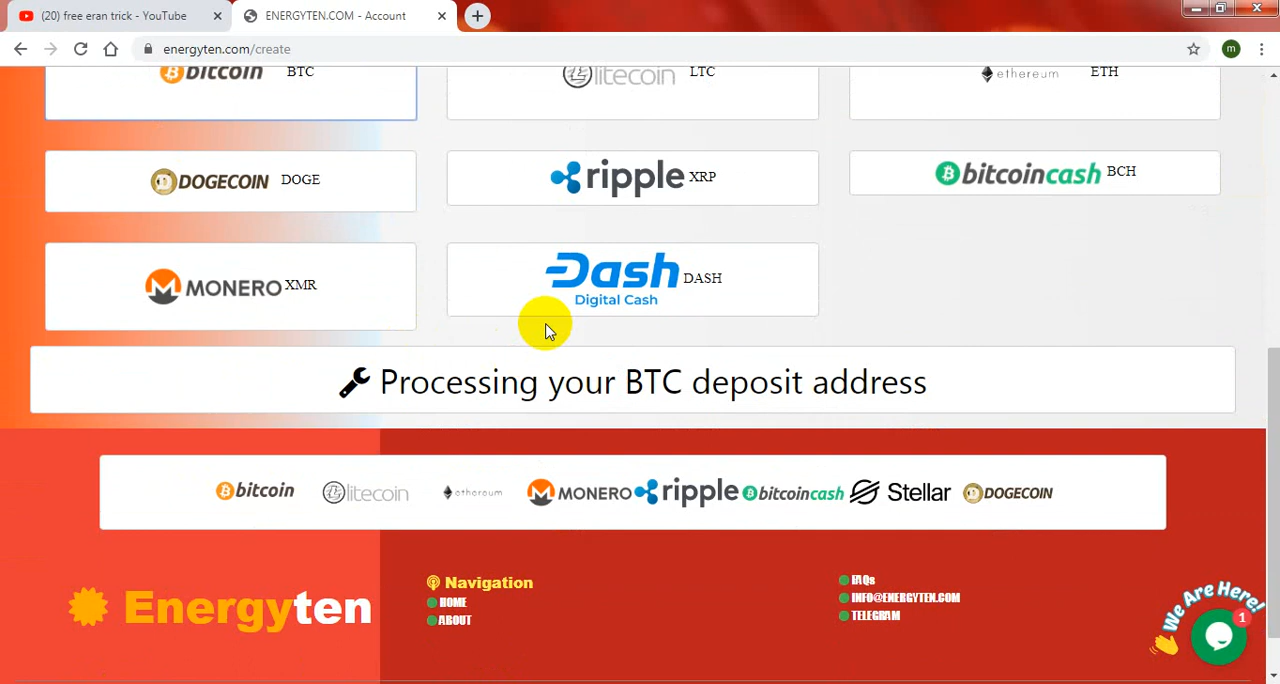 (20) free eran trick - YouTube
ENERGYTEN.COM - Account
energyten.com/create
m
bitcoin BTC
litecoin LTC
ethereum ETH
DOGECOIN DOGE
ripple XRP
bitcoincash BCH
MONERO XMR
Dash DASH
Digital Cash
Processing your BTC deposit address
bitcoin litecoin ethereum MONERO ripple bitcoincash Stellar DOGECOIN
Energyten
Navigation
HOME
ABOUT
FAQs
INFO@ENERGYTEN.COM
TELEGRAM
We Are Here!
1